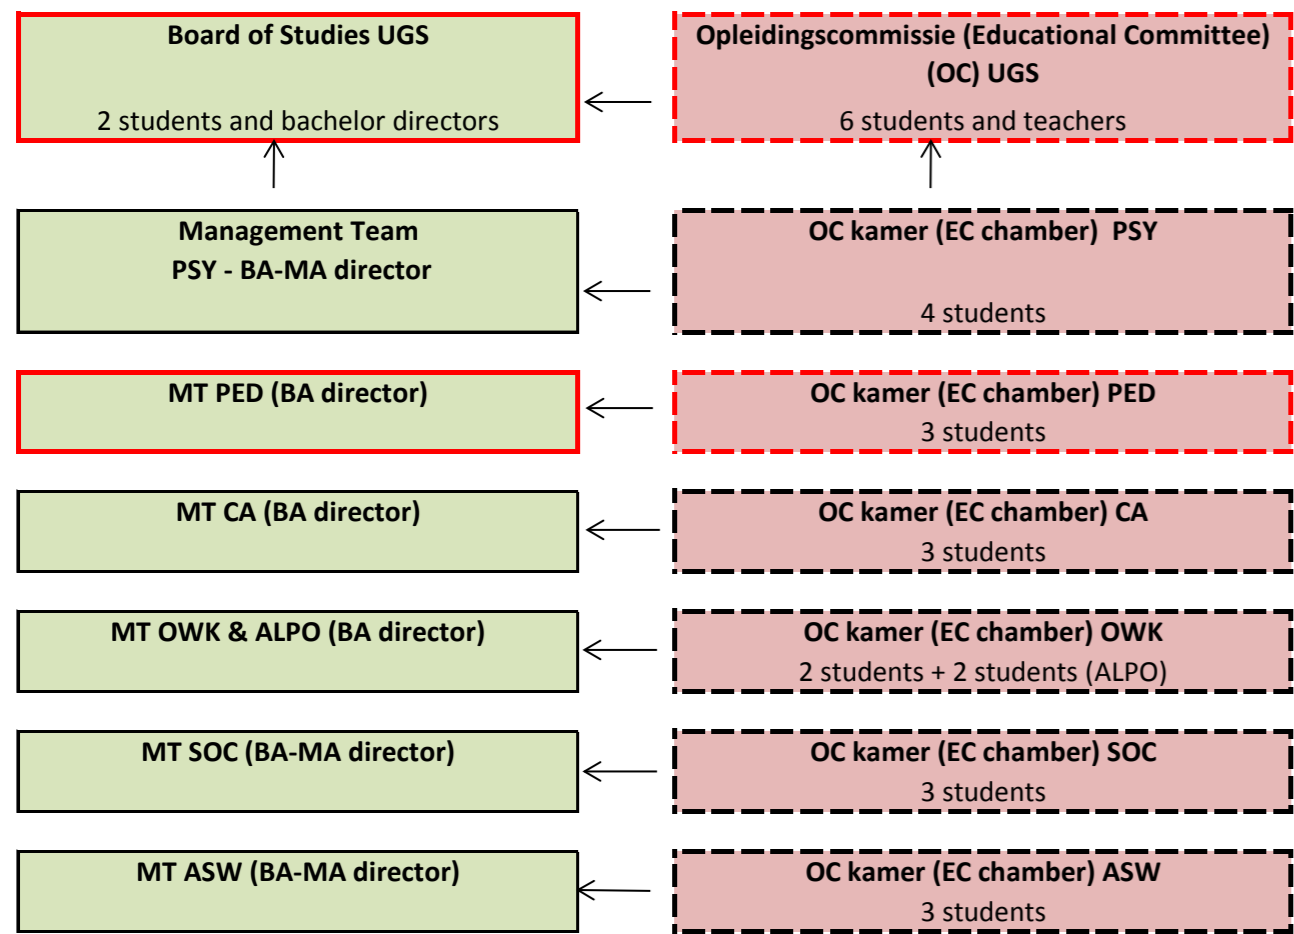 Board of Studies UGS
2 students and bachelor directors
Opleidingscommissie (Educational Committee)
(OC) UGS
6 students and teachers
Management Team
PSY - BA-MA director
OC kamer (EC chamber)  PSY
4 students
MT PED (BA director)
OC kamer (EC chamber) PED
3 students
MT CA (BA director)
OC kamer (EC chamber) CA
3 students
MT OWK & ALPO (BA director)
OC kamer (EC chamber) OWK
2 students + 2 students (ALPO)
MT SOC (BA-MA director)
OC kamer (EC chamber) SOC
3 students
MT ASW (BA-MA director)
OC kamer (EC chamber) ASW
3 students